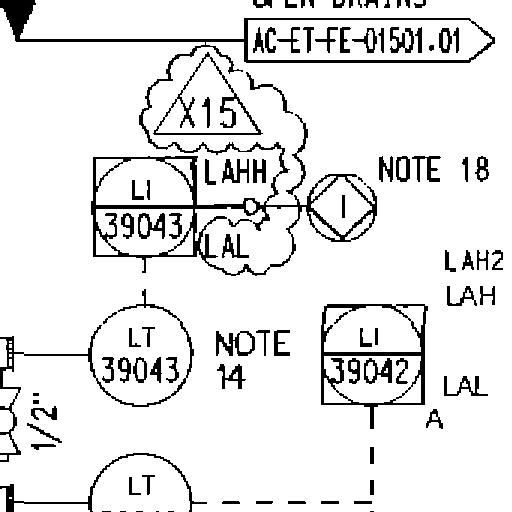 OPEN DRAINS
AC-ET-FE-01501.01
X15
LAHH
NOTE 18
LI
39043
I
LAL
LAH2
LAH
LT
39043
NOTE
14
LI
39042
LAL
A
1/2"
LT